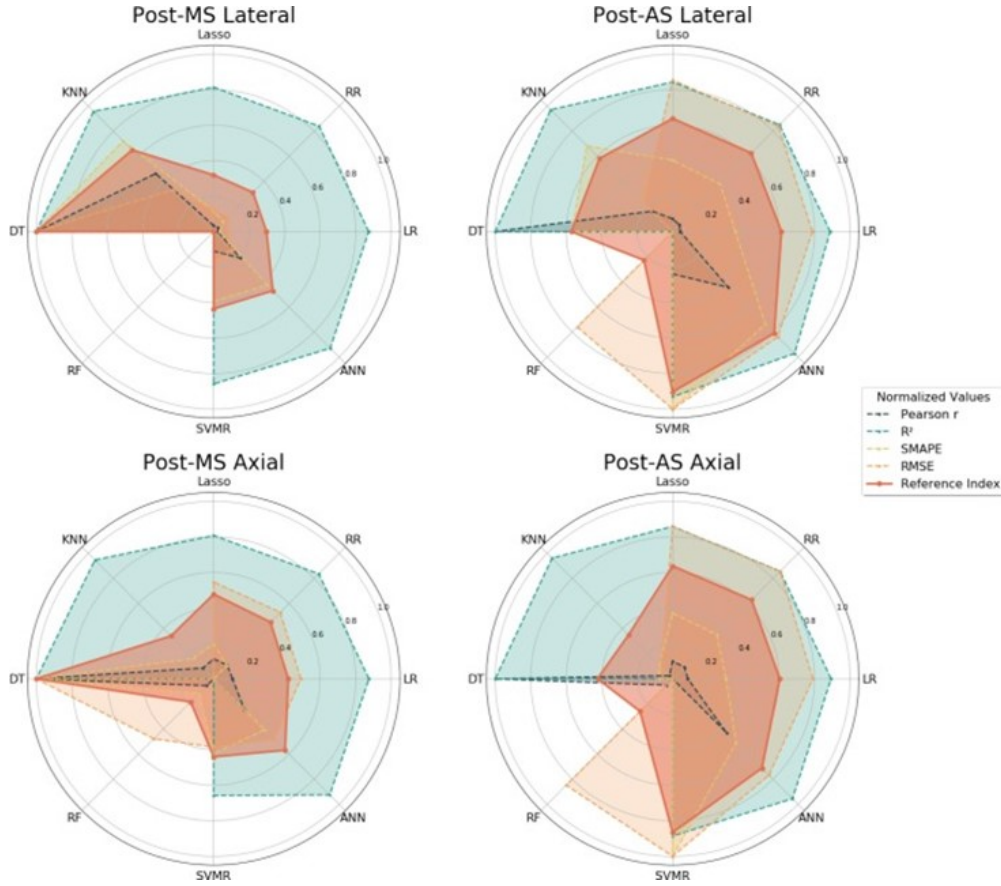 Post-MS Lateral
Lasso
KNN
RR
1.0
0.8
0.6
0.4
0.2
DT
LR
RF
ANN
SVMR
Post-AS Lateral
Lasso
KNN
RR
1.0
0.8
0.6
0.4
0.2
DT
LR
RF
ANN
SVMR
Normalized Values
Pearson r
R²
SMAPE
RMSE
Reference Index
Post-MS Axial
Lasso
KNN
RR
1.0
0.8
0.6
0.4
0.2
DT
LR
RF
ANN
SVMR
Post-AS Axial
Lasso
KNN
RR
1.0
0.8
0.6
0.4
0.2
DT
LR
RF
ANN
SVMR